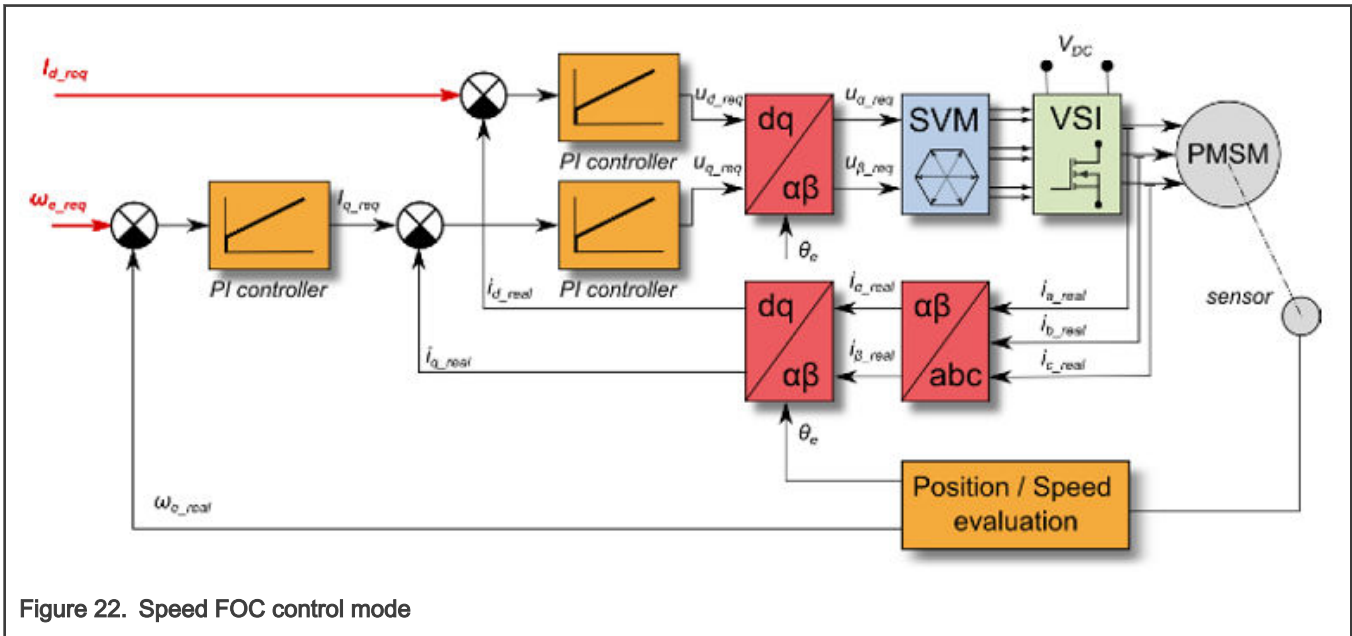 V_DC
I_d_req
u_d_req
u_α_req
dq
αβ
SVM
VSI
PMSM
PI controller
u_q_req
u_β_req
ω_e_req
I_q_req
θ_e
PI controller
i_d_real
PI controller
dq
αβ
i_α_real
αβ
abc
i_a_real
sensor
i_b_real
i_q_real
i_β_real
i_c_real
θ_e
ω_e_real
Position / Speed
evaluation
Figure 22. Speed FOC control mode